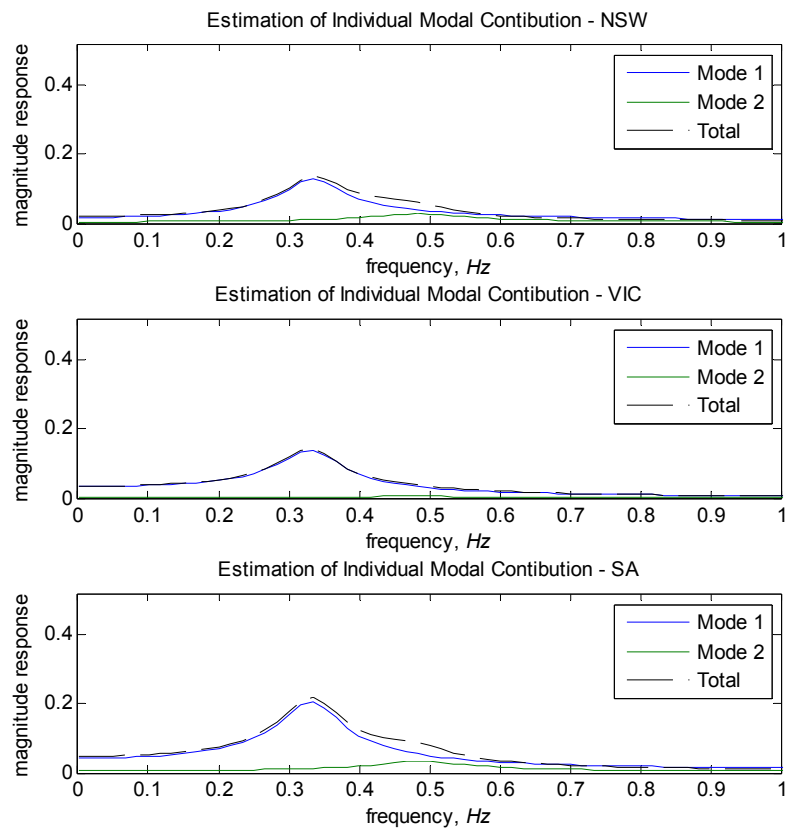 Estimation of Individual Modal Contibution - NSW
magnitude response
0.4
0.2
0
Mode 1
Mode 2
Total
0 0.1 0.2 0.3 0.4 0.5 0.6 0.7 0.8 0.9 1
frequency, Hz
Estimation of Individual Modal Contibution - VIC
magnitude response
0.4
0.2
0
Mode 1
Mode 2
Total
0 0.1 0.2 0.3 0.4 0.5 0.6 0.7 0.8 0.9 1
frequency, Hz
Estimation of Individual Modal Contibution - SA
magnitude response
0.4
0.2
0
Mode 1
Mode 2
Total
0 0.1 0.2 0.3 0.4 0.5 0.6 0.7 0.8 0.9 1
frequency, Hz